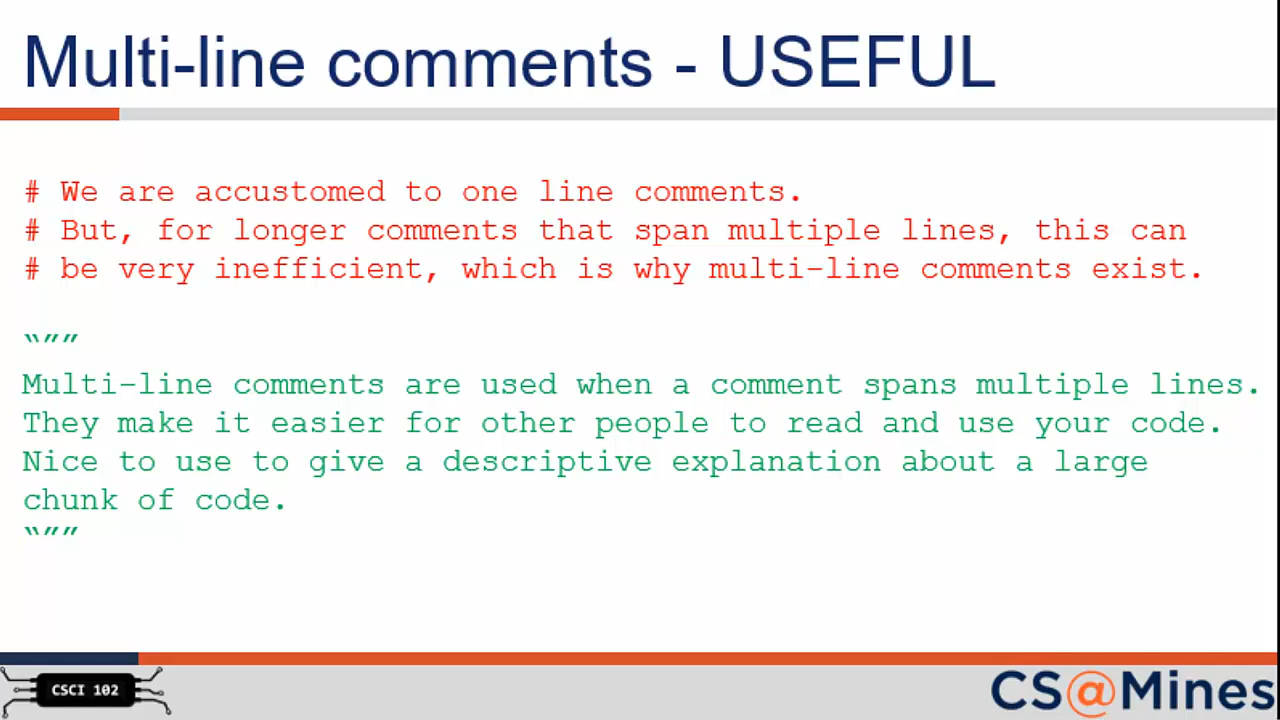 Multi-line comments - USEFUL
# We are accustomed to one line comments.
# But, for longer comments that span multiple lines, this can
# be very inefficient, which is why multi-line comments exist.
“””
Multi-line comments are used when a comment spans multiple lines.
They make it easier for other people to read and use your code.
Nice to use to give a descriptive explanation about a large
chunk of code.
“””
CSCI 102
CS@Mines